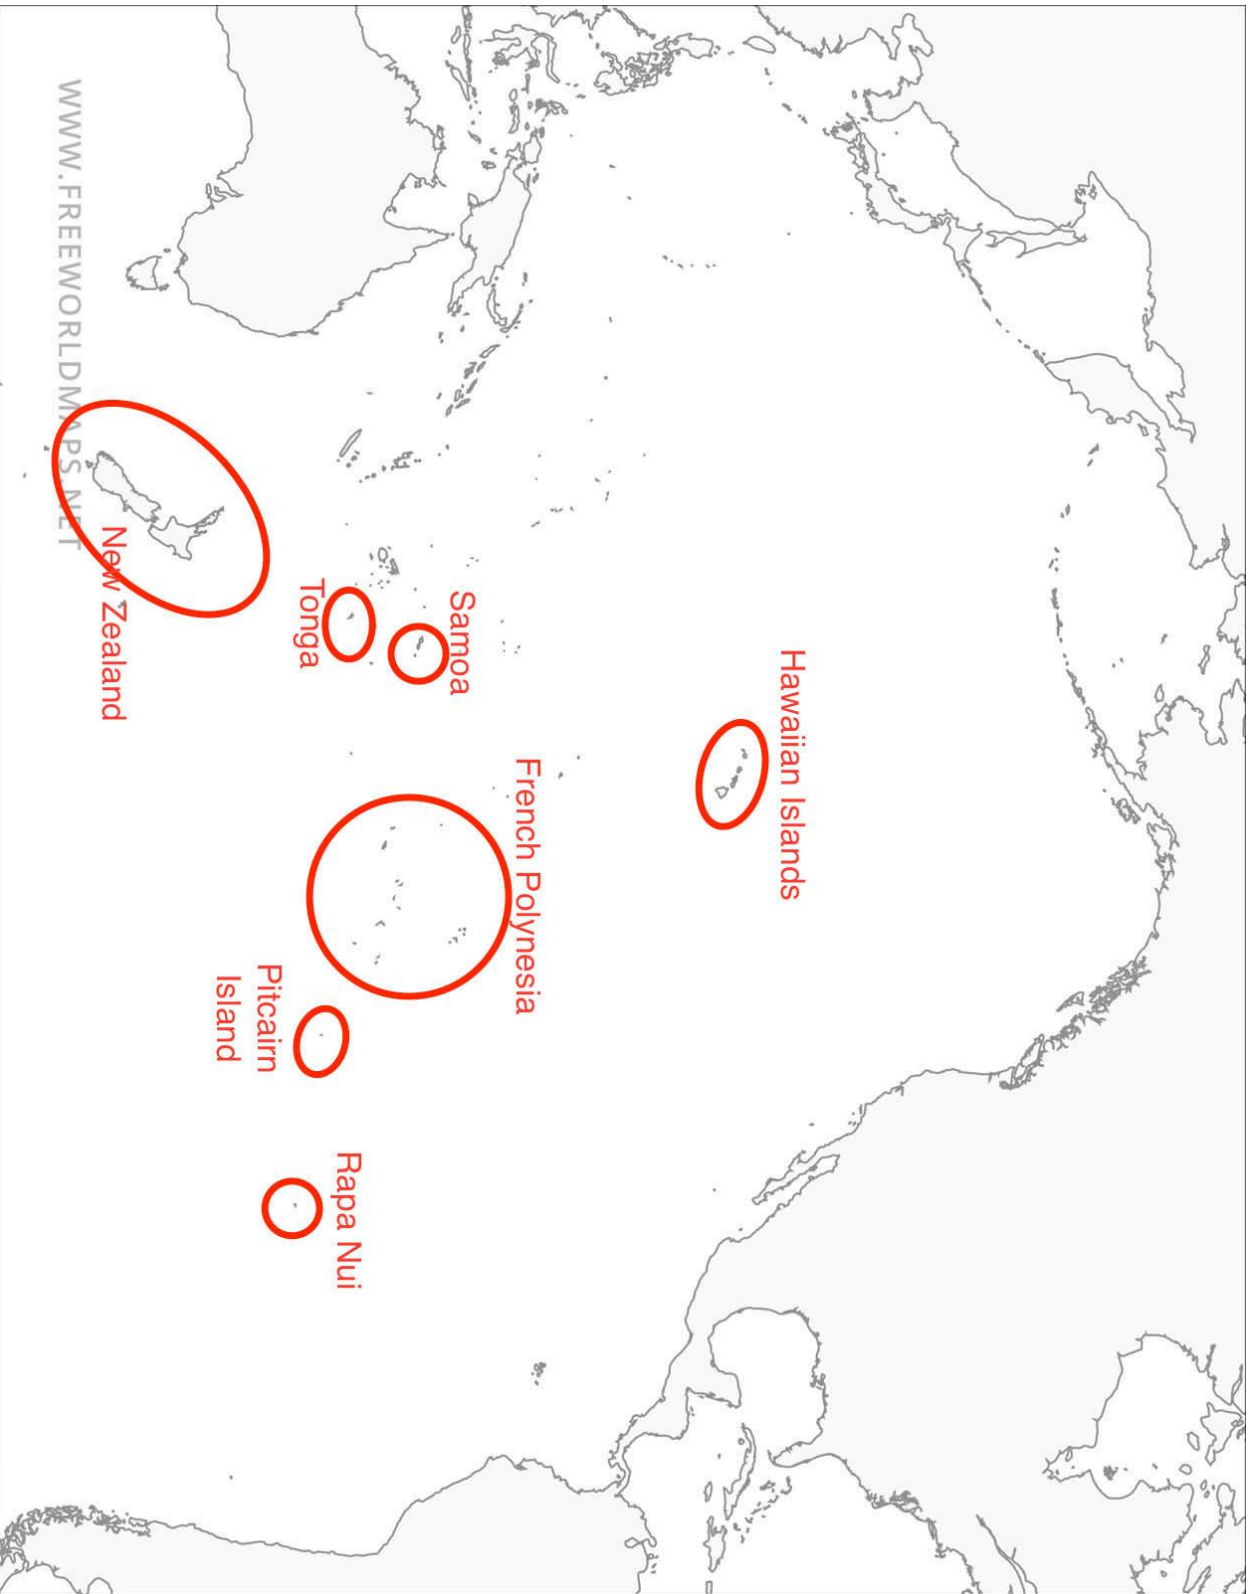 Hawaiian Islands
Samoa
Tonga
French Polynesia
New Zealand
Pitcairn
Island
Rapa Nui
WWW.FREEWORLDMAPS.NET